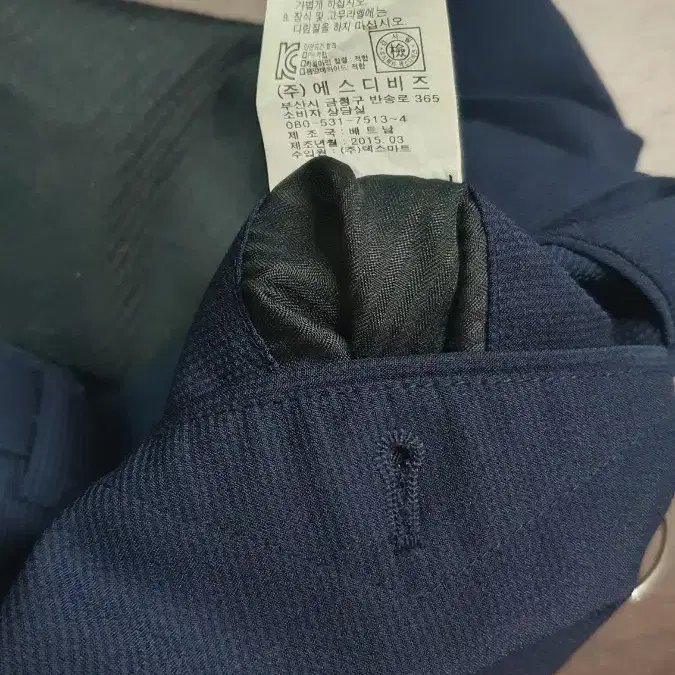 가볍게 하십시오.
8. 장식 및 고무라벨에는
다림질을 하지 마십시오
檢
(주) 에스디비즈
부산시 금정구 반송로 365
소비자 상담실
080-531-7513~4
제 조 국 : 베트남
제조년월 : 2015. 03
수입원 : (주)덱스마트